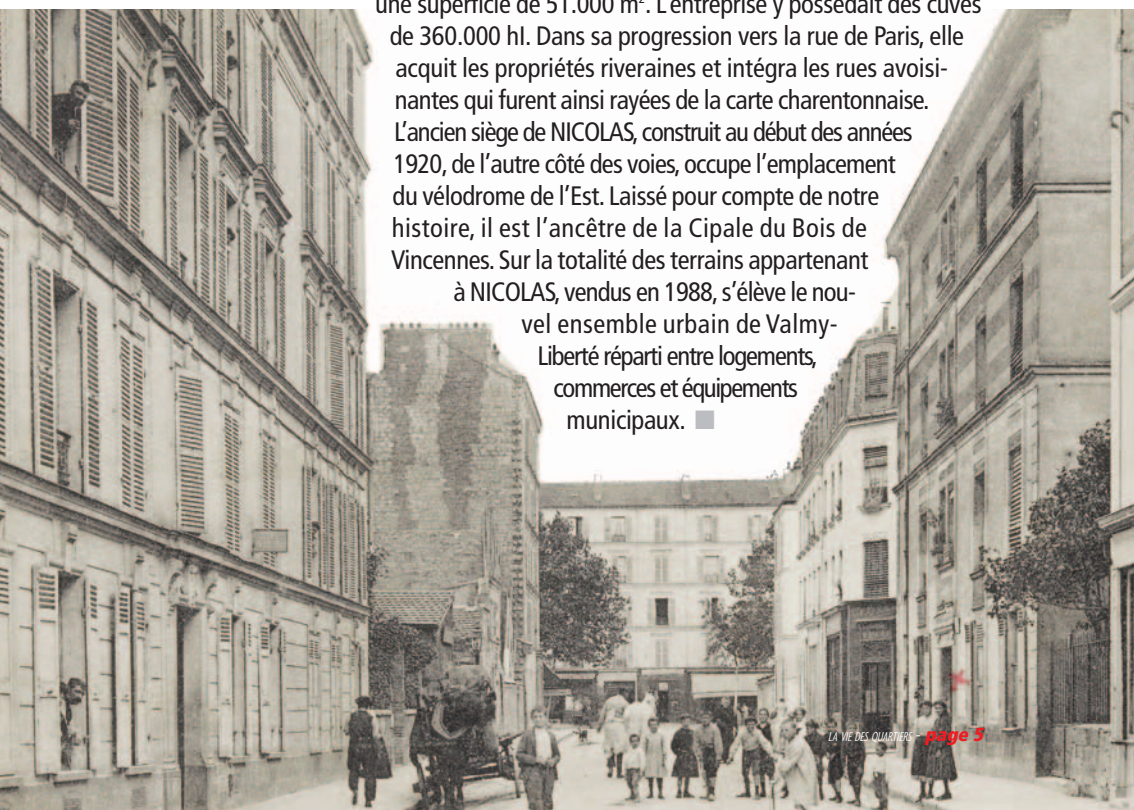 une superficie de 51.000 m². L'entreprise y possédait des cuves
de 360.000 hl. Dans sa progression vers la rue de Paris, elle
acquit les propriétés riveraines et intégra les rues avoisi-
nantes qui furent ainsi rayées de la carte charentonnaise.
L'ancien siège de NICOLAS, construit au début des années
1920, de l'autre côté des voies, occupe l'emplacement
du vélodrome de l'Est. Laissé pour compte de notre
histoire, il est l'ancêtre de la Cipale du Bois de
Vincennes. Sur la totalité des terrains appartenant
à NICOLAS, vendus en 1988, s'élève le nou-
vel ensemble urbain de Valmy-
Liberté réparti entre logements,
commerces et équipements
municipaux.
LA VIE DES QUARTIERS - page 5